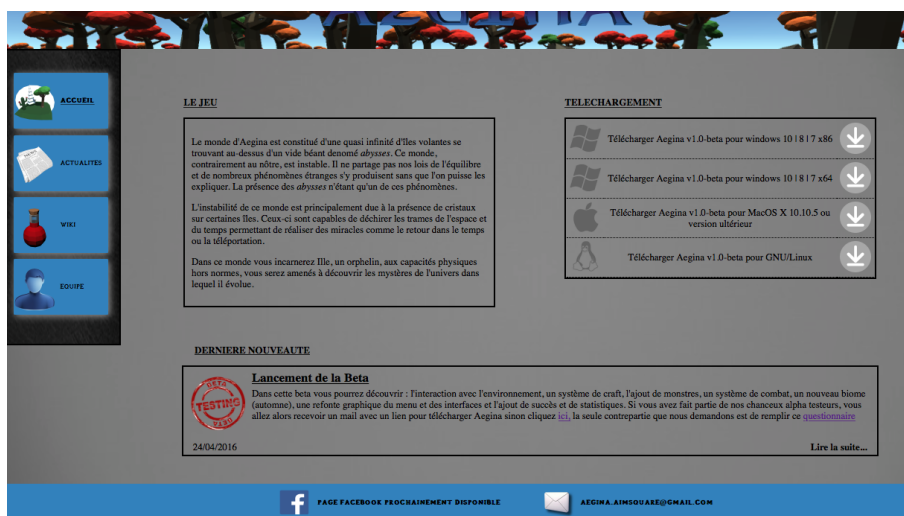 AEGINA
ACCUEIL
ACTUALITES
WIKI
EQUIPE
LE JEU
Le monde d'Aegina est constitué d'une quasi infinité d'îles volantes se
trouvant au-dessus d'un vide béant denomé abysses. Ce monde,
contrairement au nôtre, est instable. Il ne partage pas nos lois de l'équilibre
et de nombreux phénomènes étranges s'y produisent sans que l'on puisse les
expliquer. La présence des abysses n'étant qu'un de ces phénomènes.
L'instabilité de ce monde est principalement due à la présence de cristaux
sur certaines îles. Ceux-ci sont capables de déchirer les trames de l'espace et
du temps permettant de réaliser des miracles comme le retour dans le temps
ou la téléportation.
Dans ce monde vous incarnerez Ille, un orphelin, aux capacités physiques
hors normes, vous serez amenés à découvrir les mystères de l'univers dans
lequel il évolue.
TELECHARGEMENT
Télécharger Aegina v1.0-beta pour windows 10 | 8 | 7 x86
Télécharger Aegina v1.0-beta pour windows 10 | 8 | 7 x64
Télécharger Aegina v1.0-beta pour MacOS X 10.10.5 ou
version ultérieur
Télécharger Aegina v1.0-beta pour GNU/Linux
DERNIERE NOUVEAUTE
BETA
TESTING
BETA
Lancement de la Beta
Dans cette beta vous pourez découvrir : l'interaction avec l'environnement, un système de craft, l'ajout de monstres, un système de combat, un nouveau biome
(automne), une refonte graphique du menu et des interfaces et l'ajout de succès et de statistiques. Si vous avez fait partie de nos chanceux alpha testeurs, vous
allez alors recevoir un mail avec un lien pour télécharger Aegina sinon cliquez ici, la seule contrepartie que nous demandons est de remplir ce questionnaire
24/04/2016
Lire la suite...
PAGE FACEBOOK PROCHAINEMENT DISPONIBLE
AEGINA.AIMSQUARE@GMAIL.COM